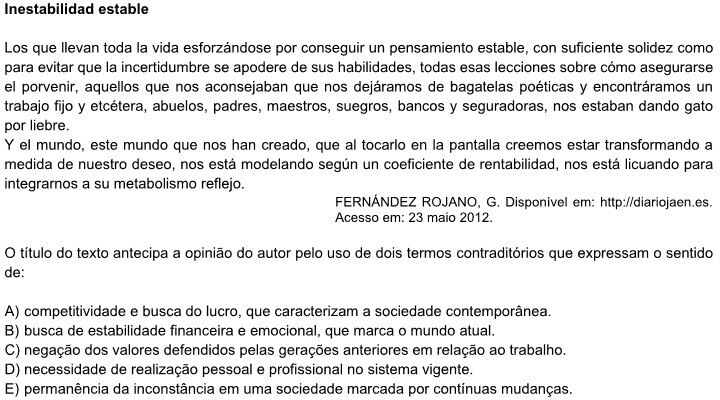 Inestabilidad estable
Los que llevan toda la vida esforzándose por conseguir un pensamiento estable, con suficiente solidez como
para evitar que la incertidumbre se apodere de sus habilidades, todas esas lecciones sobre cómo asegurarse
el porvenir, aquellos que nos aconsejaban que nos dejáramos de bagatelas poéticas y encontráramos un
trabajo fijo y etcétera, abuelos, padres, maestros, suegros, bancos y seguradoras, nos estaban dando gato
por liebre.
Y el mundo, este mundo que nos han creado, que al tocarlo en la pantalla creemos estar transformando a
medida de nuestro deseo, nos está modelando según un coeficiente de rentabilidad, nos está licuando para
integrarnos a su metabolismo reflejo.
FERNÁNDEZ ROJANO, G. Disponível em: http://diariojaen.es.
Acesso em: 23 maio 2012.
O título do texto antecipa a opinião do autor pelo uso de dois termos contraditórios que expressam o sentido
de:
A) competitividade e busca do lucro, que caracterizam a sociedade contemporânea.
B) busca de estabilidade financeira e emocional, que marca o mundo atual.
C) negação dos valores defendidos pelas gerações anteriores em relação ao trabalho.
D) necessidade de realização pessoal e profissional no sistema vigente.
E) permanência da inconstância em uma sociedade marcada por contínuas mudanças.